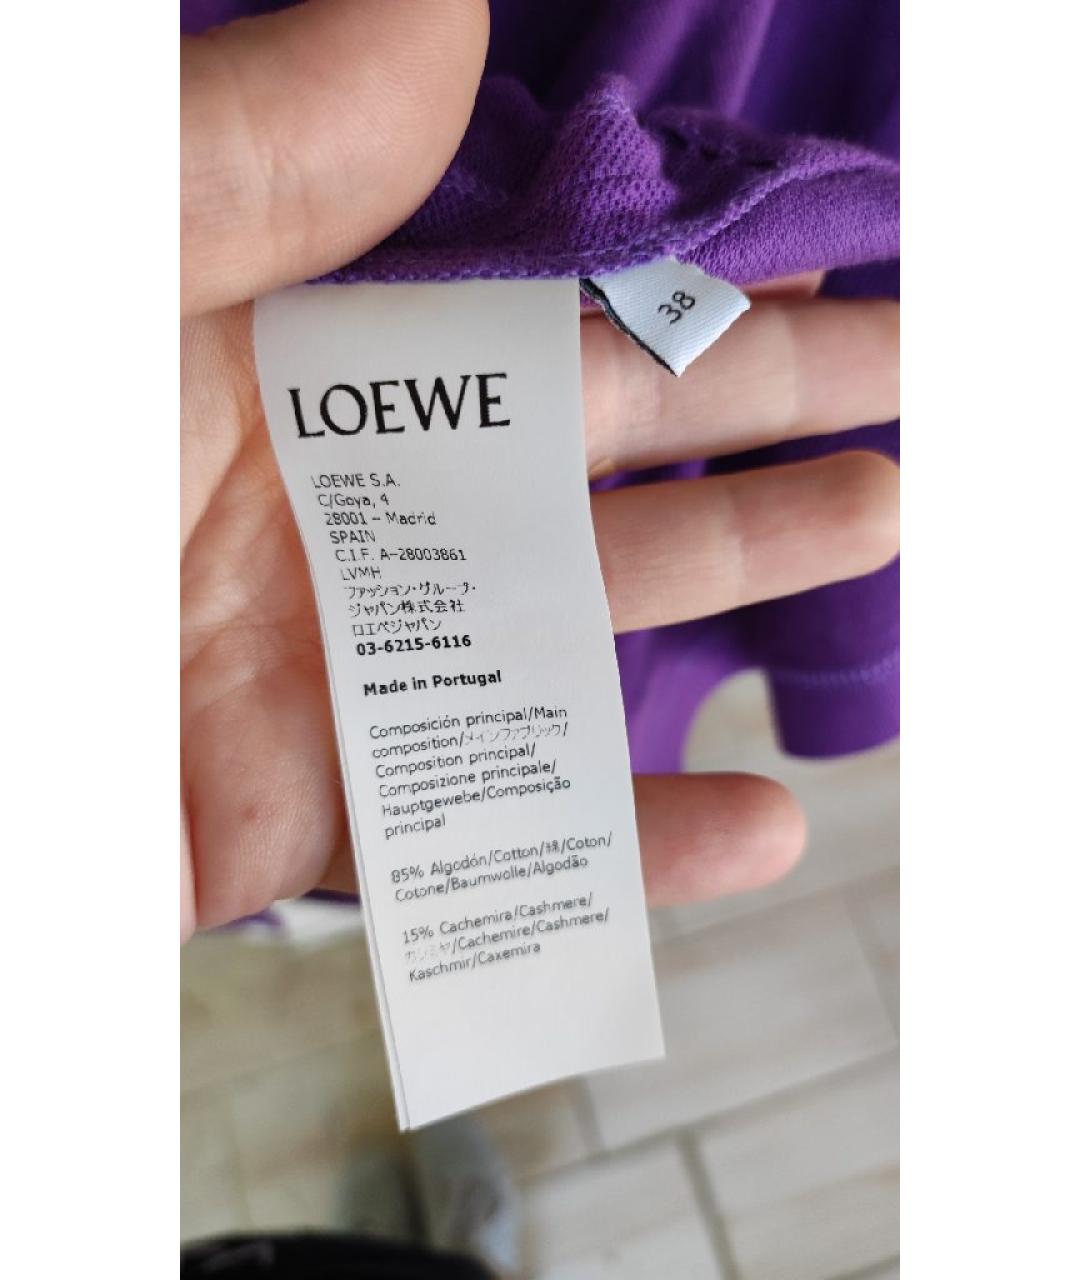 38
LOEWE
LOEWE S.A.
C/Goya, 4
28001 – Madrid
SPAIN
C.I.F. A-28003861
LVMH
ファッション・グループ・
ジャパン株式会社
ロエベジャパン
03-6215-6116
Made in Portugal
Composición principal/Main
composition/メインファブリック/
Composition principal/
Composizione principale/
Hauptgewebe/Composição
principal
85% Algodón/Cotton/綿/Coton/
Cotone/Baumwolle/Algodão
15% Cachemira/Cashmere/
カシミヤ/Cachemire/Cashmere/
Kaschmir/Caxemira